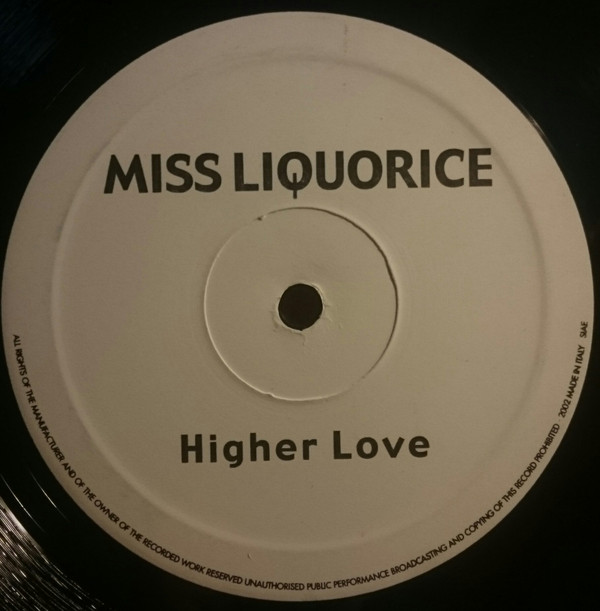 MISS LIQUORICE
Higher Love
ALL RIGHTS OF THE MANUFACTURER AND OF THE OWNER OF THE RECORDED WORK RESERVED UNAUTHORISED PUBLIC PERFORMANCE BROADCASTING AND COPYING OF THIS RECORD PROHIBITED 2002 MADE IN ITALY SIAE